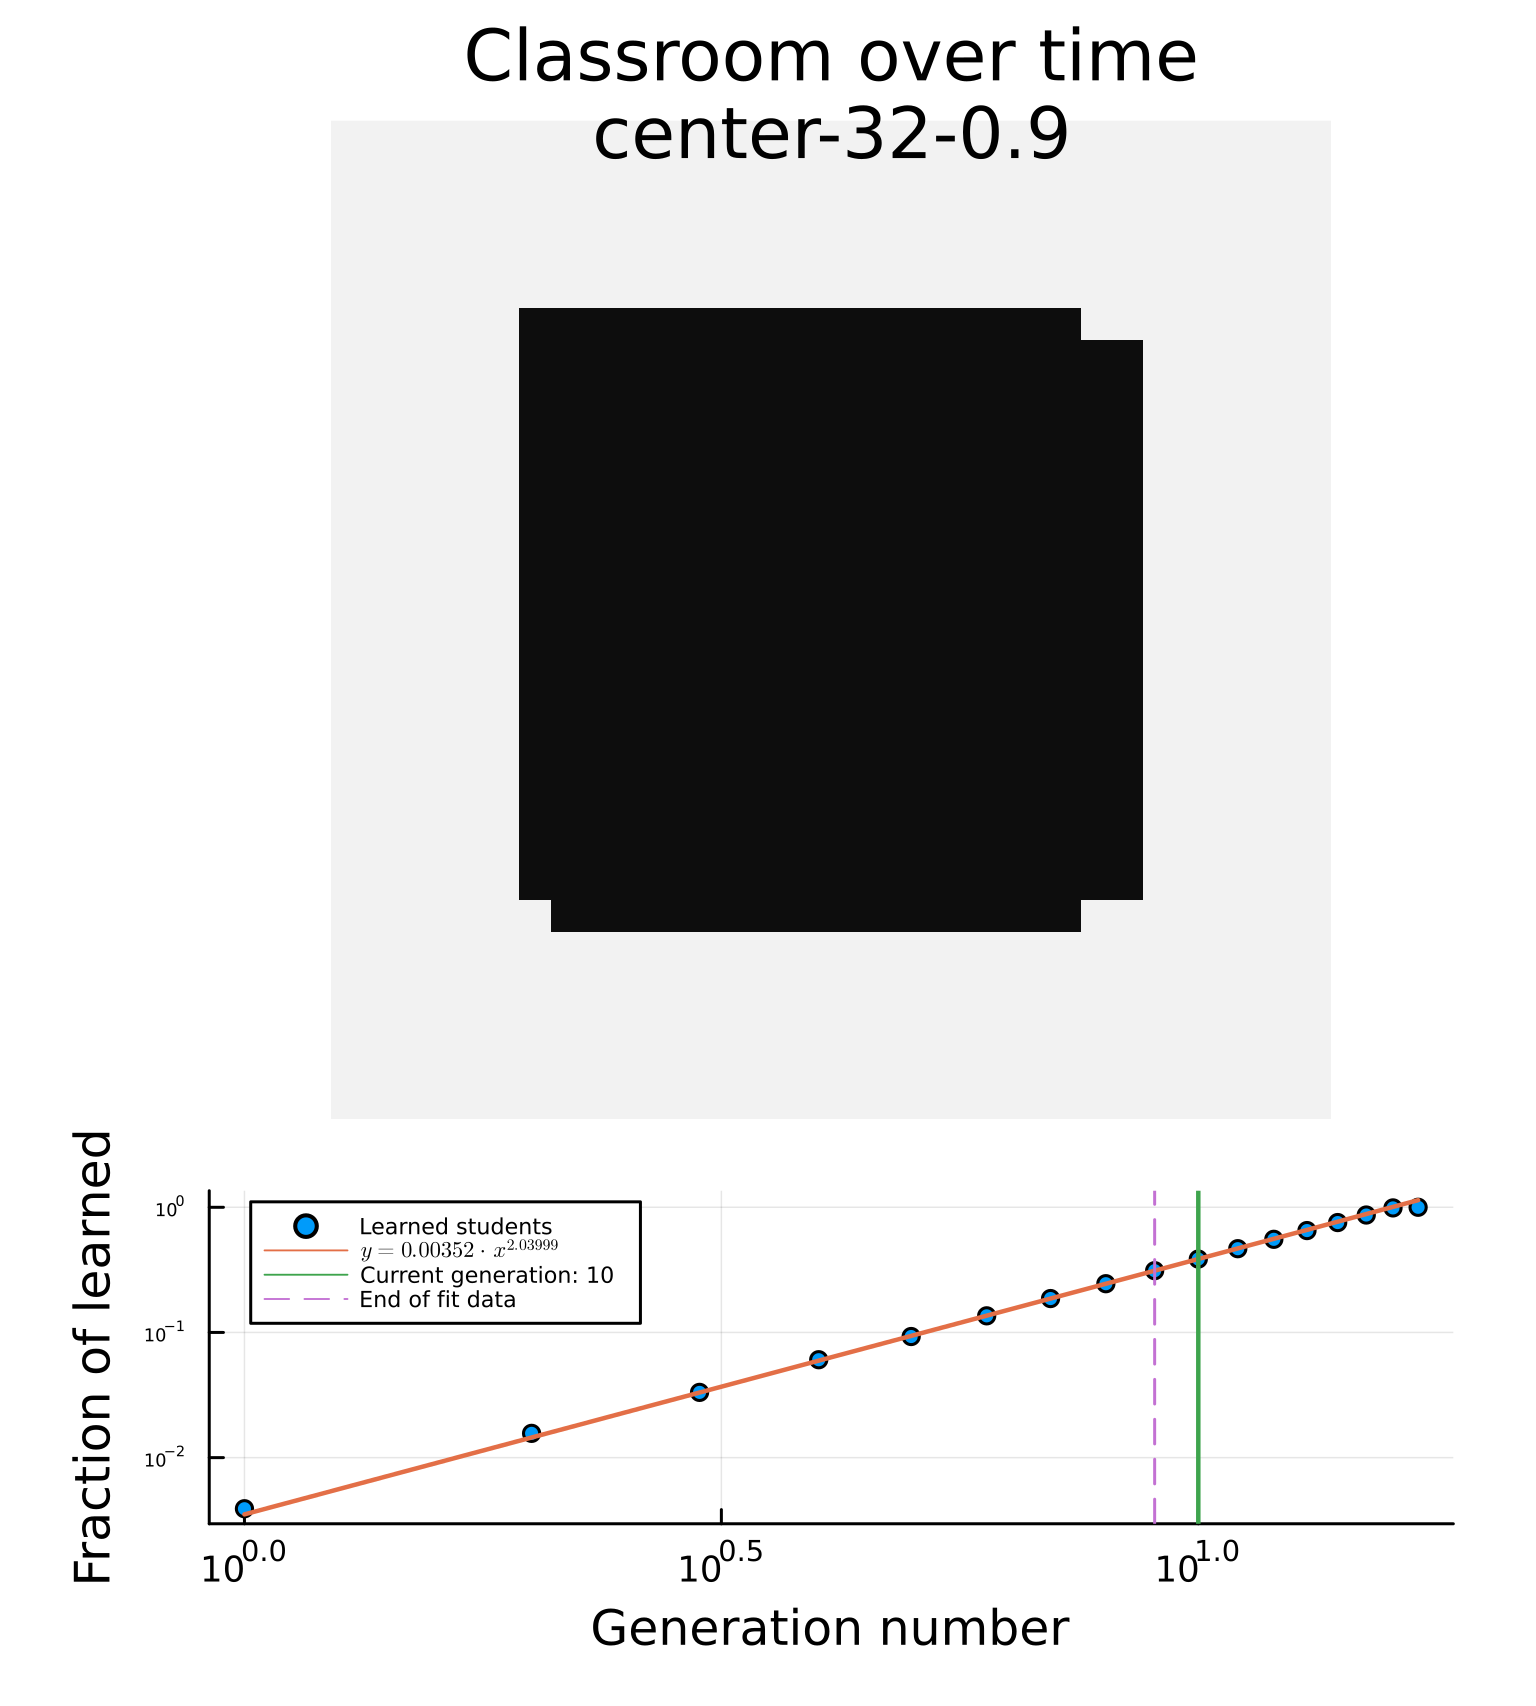 Classroom over time
center-32-0.9
Fraction of learned
10^0
10^-1
10^-2
Learned students
y = 0.00352 · x^2.03999
Current generation: 10
End of fit data
10^0.0 10^0.5 10^1.0
Generation number